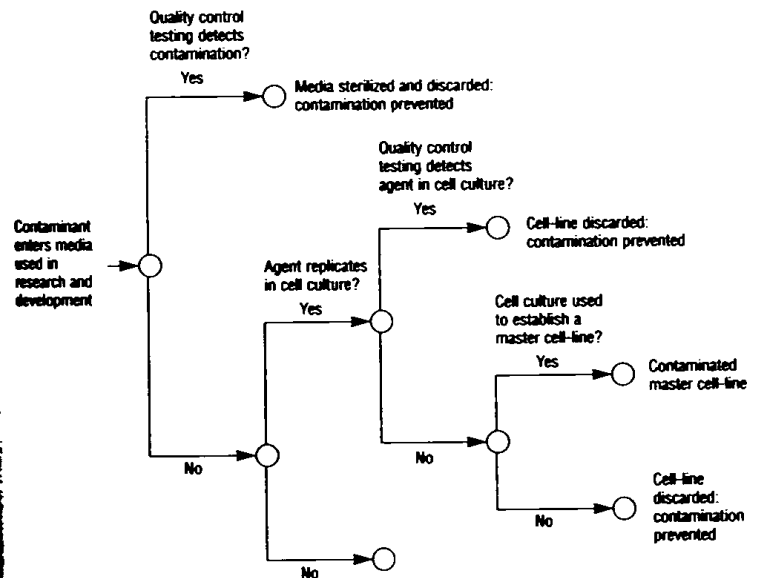 Quality control
testing detects
contamination?
Yes
Media sterilized and discarded:
contamination prevented
Quality control
testing detects
agent in cell culture?
Yes
Cell-line discarded:
contamination prevented
Contaminant
enters media
used in
research and
development
Agent replicates
in cell culture?
Yes
Cell culture used
to establish a
master cell-line?
Yes
Contaminated
master cell-line
No
No
Cell-line
discarded:
contamination
prevented
No
No